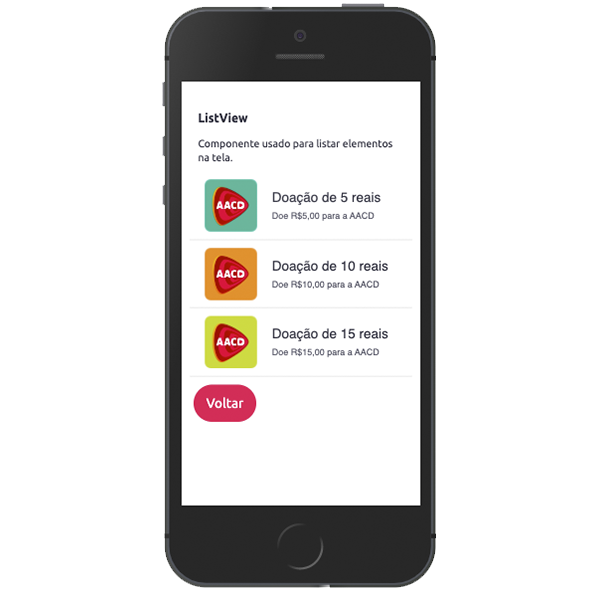 ListView
Componente usado para listar elementos
na tela.
AACD
Doação de 5 reais
Doe R$5,00 para a AACD
AACD
Doação de 10 reais
Doe R$10,00 para a AACD
AACD
Doação de 15 reais
Doe R$15,00 para a AACD
Voltar